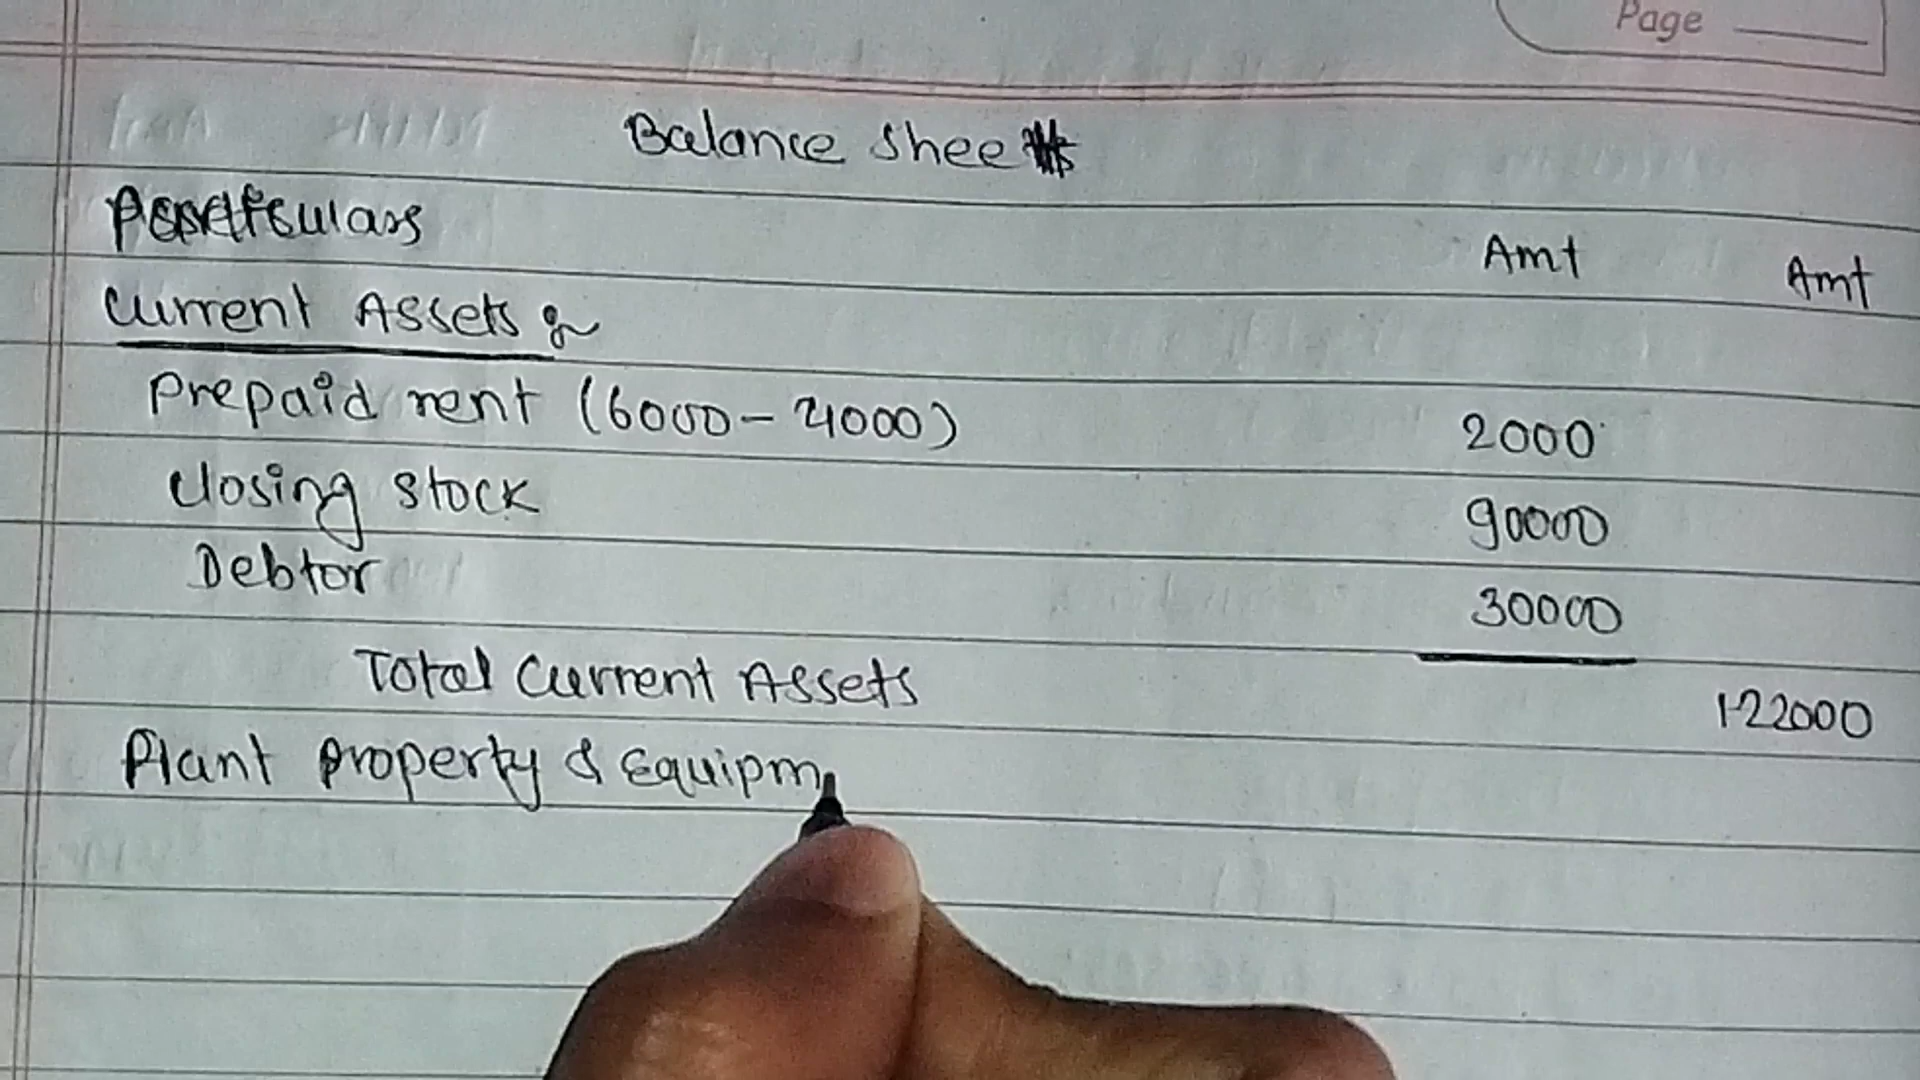 Page
Balance shee
Particulars Amt Amt
Current Assets :-
Prepaid rent (6000-4000) 2000
Closing stock 90000
Debtor 30000
Total Current Assets 122000
Plant Property & Equipm